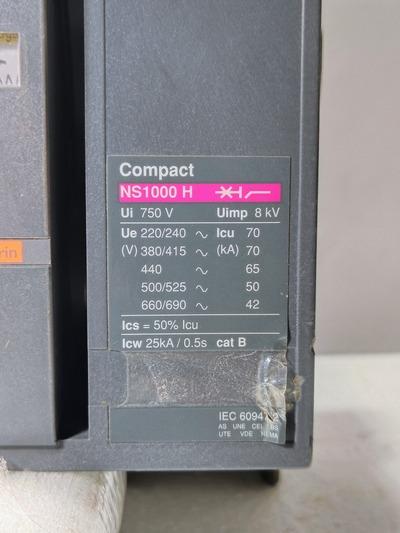 Compact
NS1000 H
Ui 750 V Uimp 8 kV
Ue 220/240 ~ Icu 70
(V) 380/415 ~ (kA) 70
440 ~ 65
500/525 ~ 50
660/690 ~ 42
Ics = 50% Icu
Icw 25kA / 0.5s cat B
rin
IEC 60947-2
AS UNE CEI BS
UTE VDE NEMA